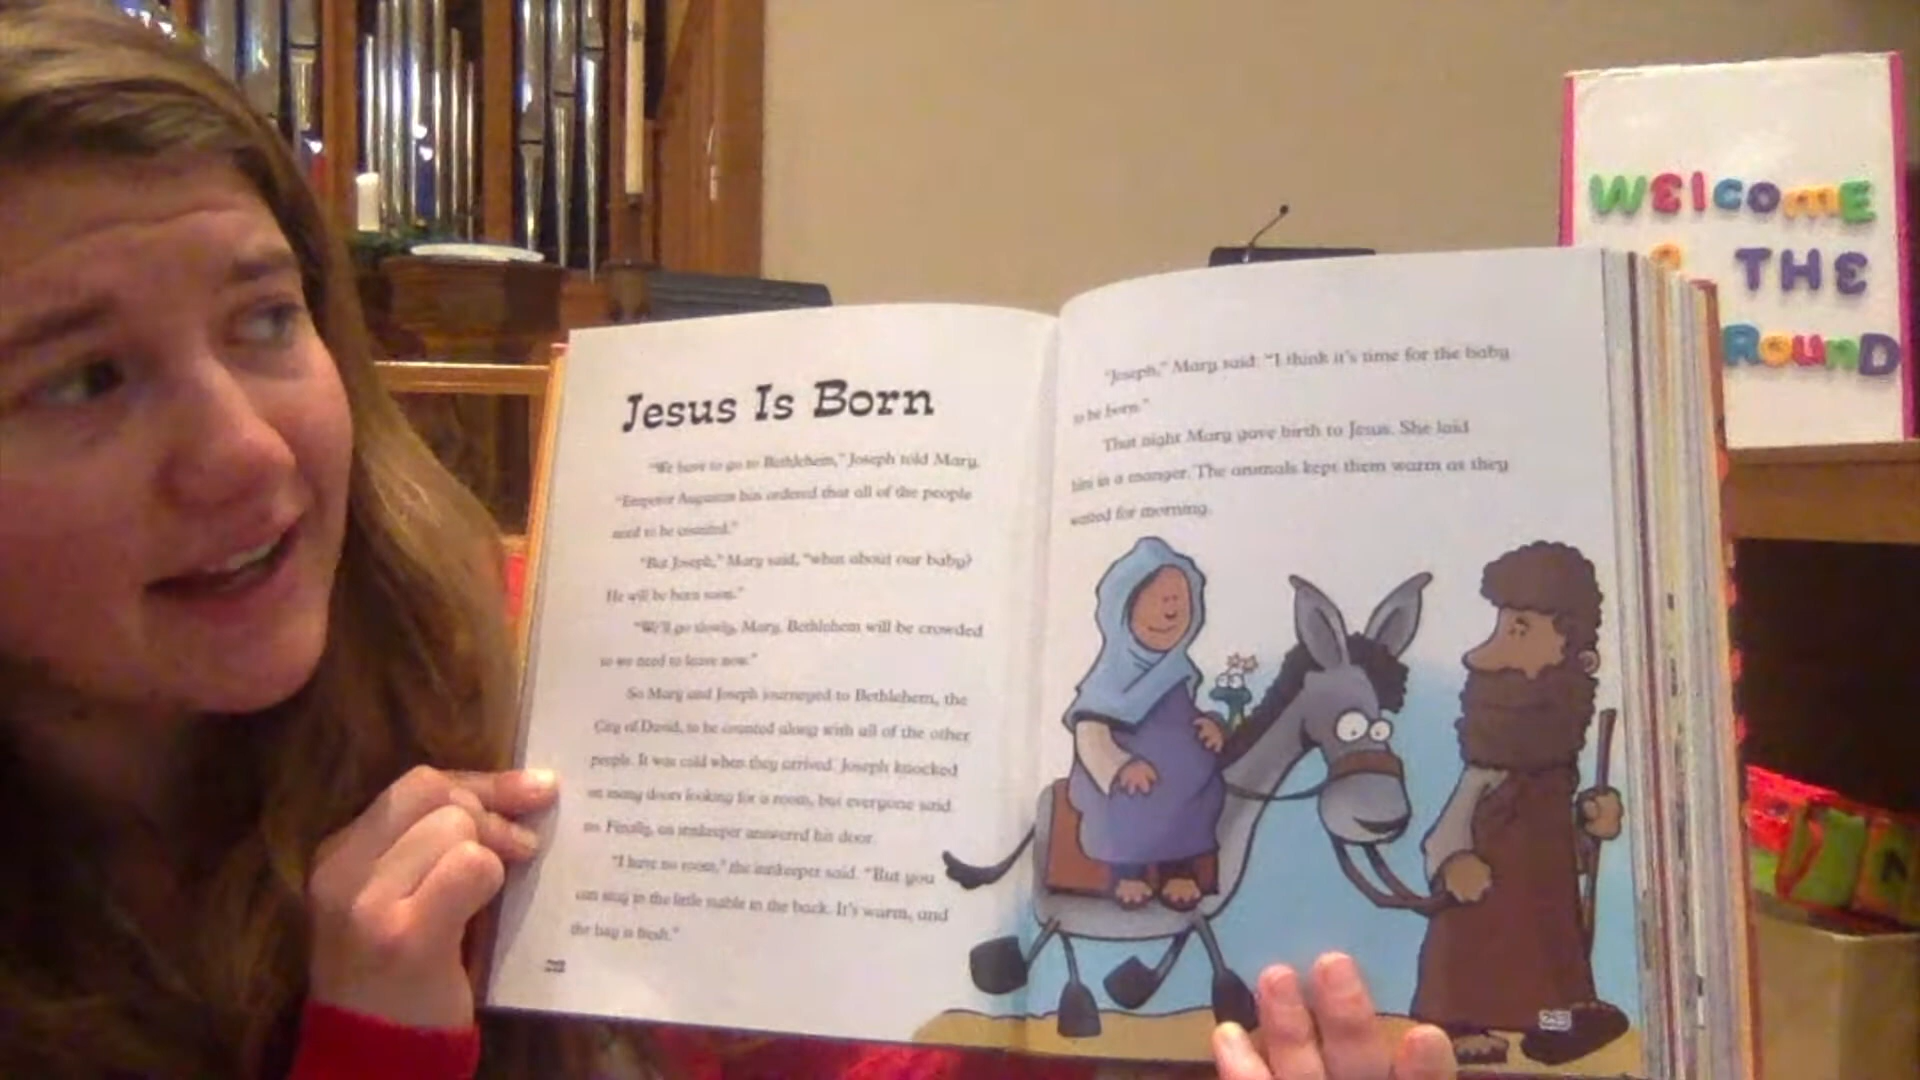 WElcomE
THE
RounD
Jesus Is Born
"We have to go to Bethlehem," Joseph told Mary.
"Emperor Augustus has ordered that all of the people
need to be counted."
"But Joseph," Mary said, "what about our baby?
He will be born soon."
"We'll go slowly, Mary. Bethlehem will be crowded
so we need to leave now."
So Mary and Joseph journeyed to Bethlehem, the
City of David, to be counted along with all of the other
people. It was cold when they arrived. Joseph knocked
on many doors looking for a room, but everyone said
no. Finally, an innkeeper answered his door.
"I have no room," the innkeeper said. "But you
can stay in the little stable in the back. It's warm, and
the hay is fresh."
"Joseph," Mary said. "I think it's time for the baby
to be born."
That night Mary gave birth to Jesus. She laid
him in a manger. The animals kept them warm as they
waited for morning.